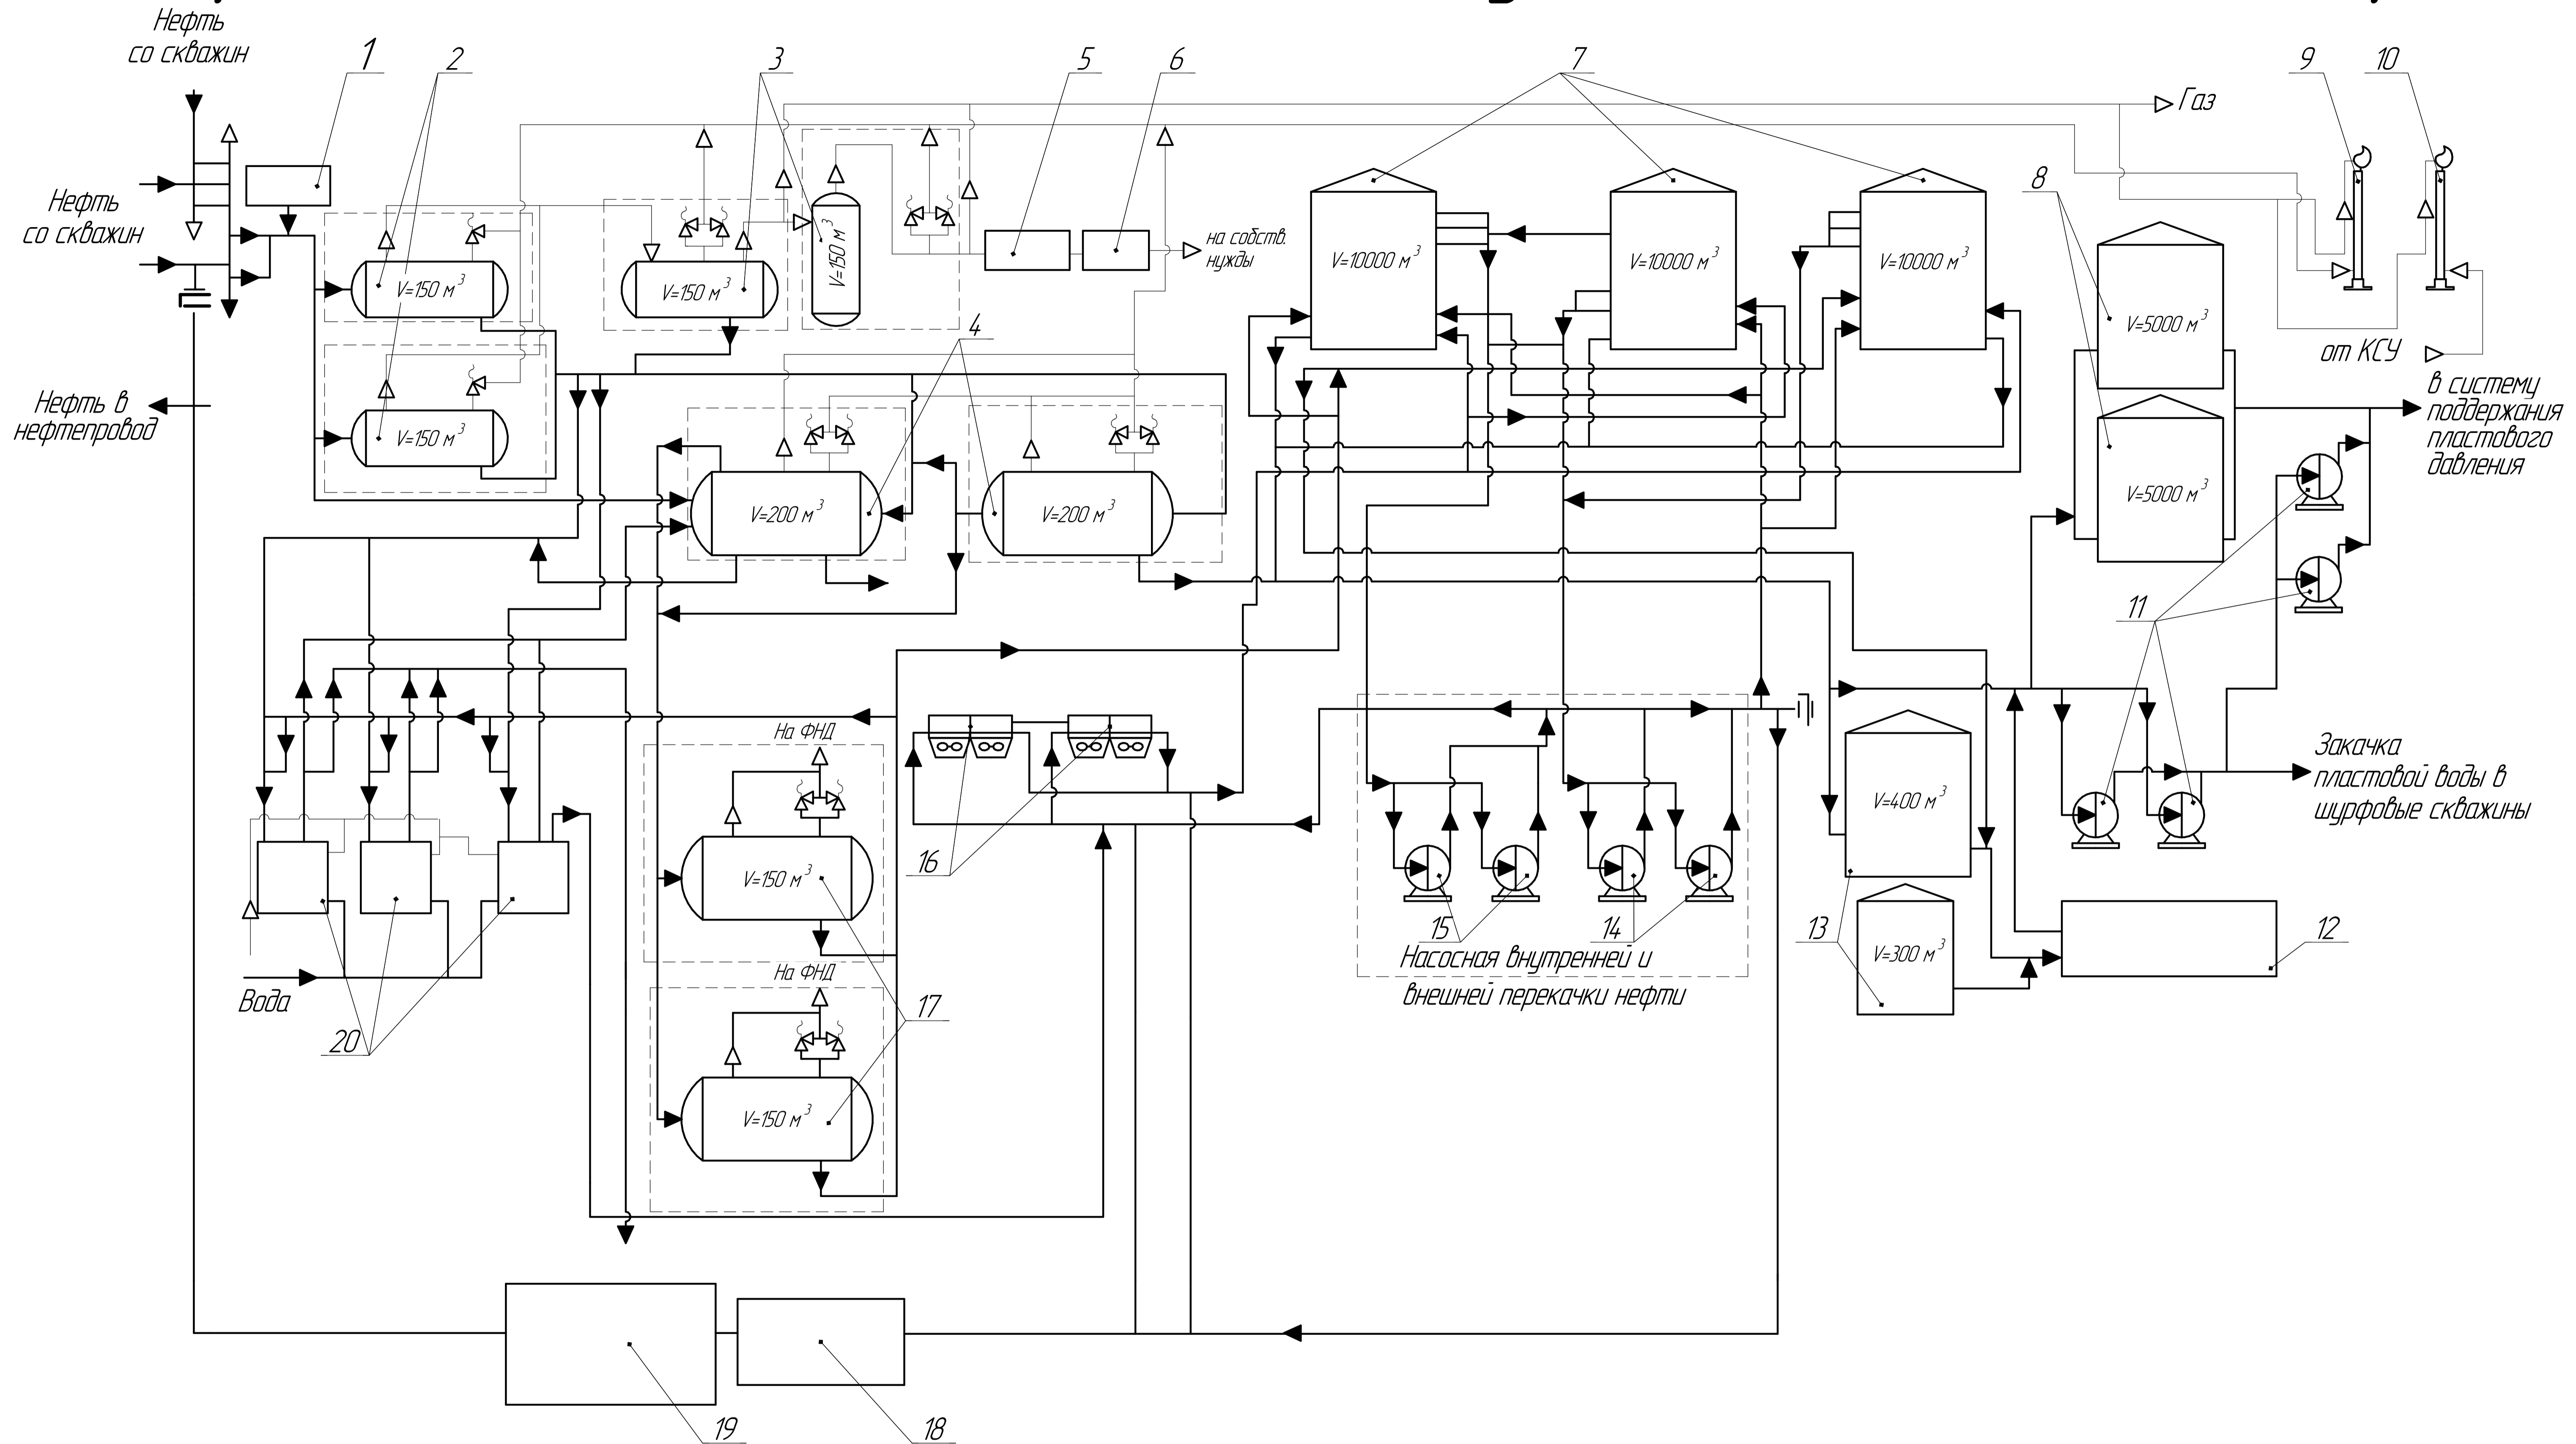 Нефть
со скважин
1
2
3
5
6
7
9
10
Газ
Нефть
со скважин
8
V=150 м³
V=150 м³
V=150 м³
на собств.
нужды
V=10000 м³
V=10000 м³
V=10000 м³
4
V=5000 м³
от КСУ
Нефть в
нефтепровод
V=150 м³
в систему
поддержания
пластового
давления
V=200 м³
V=200 м³
V=5000 м³
11
На ФНД
Закачка
пластовой воды в
шурфовые скважины
V=400 м³
16
V=150 м³
15
14
13
12
Насосная внутренней и
внешней перекачки нефти
V=300 м³
На ФНД
Вода
17
20
V=150 м³
19
18